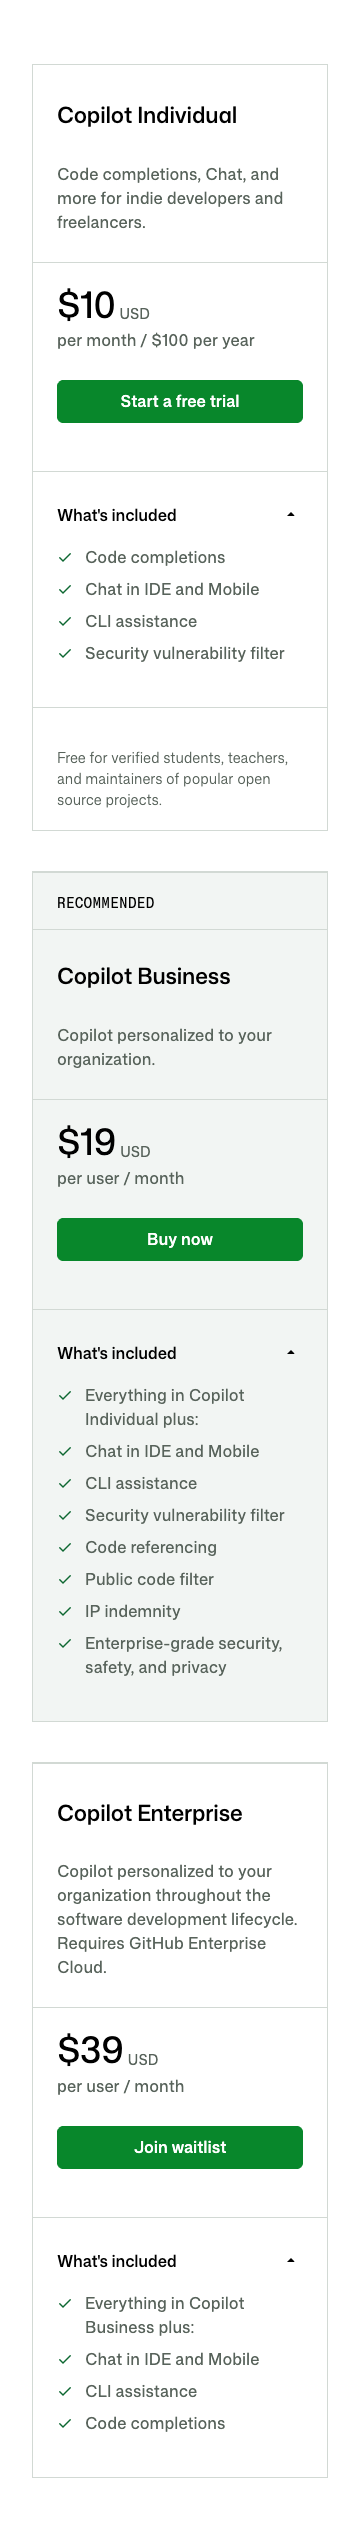 Copilot Individual
Code completions, Chat, and
more for indie developers and
freelancers.
$10 USD
per month / $100 per year
Start a free trial
What's included
Code completions
Chat in IDE and Mobile
CLI assistance
Security vulnerability filter
Free for verified students, teachers,
and maintainers of popular open
source projects.
RECOMMENDED
Copilot Business
Copilot personalized to your
organization.
$19 USD
per user / month
Buy now
What's included
Everything in Copilot
Individual plus:
Chat in IDE and Mobile
CLI assistance
Security vulnerability filter
Code referencing
Public code filter
IP indemnity
Enterprise-grade security,
safety, and privacy
Copilot Enterprise
Copilot personalized to your
organization throughout the
software development lifecycle.
Requires GitHub Enterprise
Cloud.
$39 USD
per user / month
Join waitlist
What's included
Everything in Copilot
Business plus:
Chat in IDE and Mobile
CLI assistance
Code completions